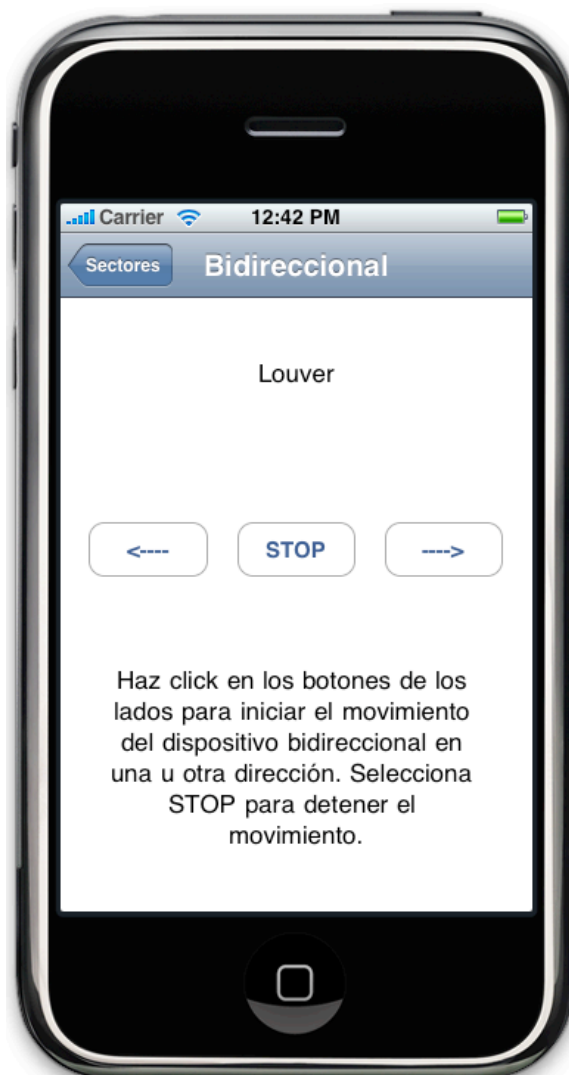 Carrier 12:42 PM
Sectores Bidireccional
Louver
<---- STOP ---->
Haz click en los botones de los
lados para iniciar el movimiento
del dispositivo bidireccional en
una u otra dirección. Selecciona
STOP para detener el
movimiento.